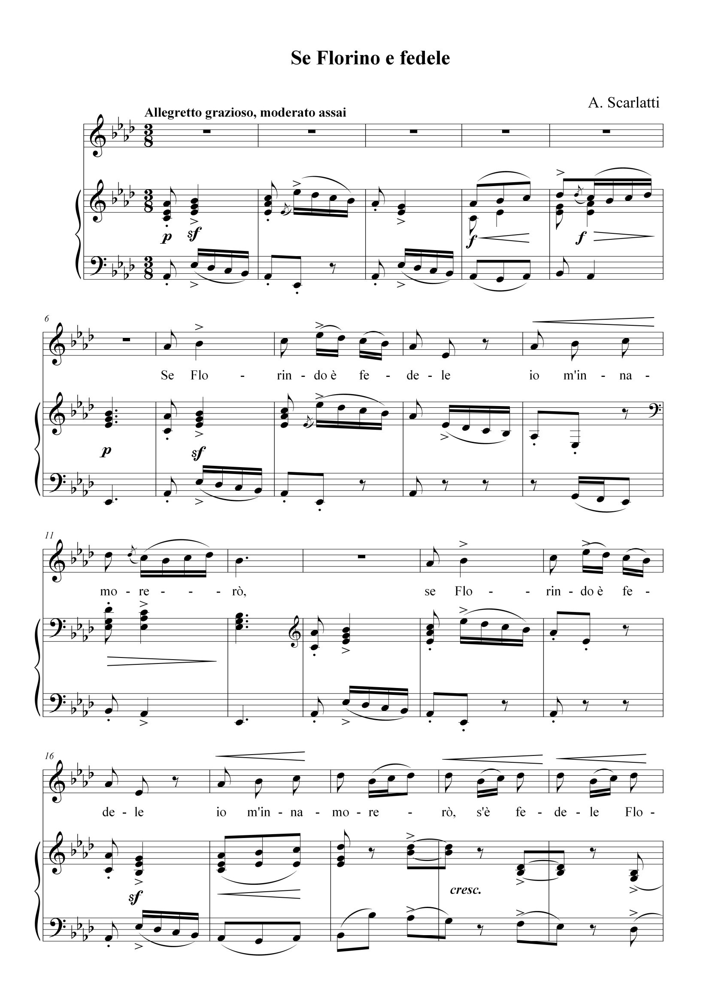 Se Florino e fedele
A. Scarlatti
Allegretto grazioso, moderato assai
p sf f f
6
Se Flo - rin - do è fe - de - le io m'in - na -
p sf
11
mo - re - - - rò, se Flo - - rin - do è fe -
16
de - le io m'in - na - mo - re - rò, s'è fe - de - le Flo -
sf cresc.